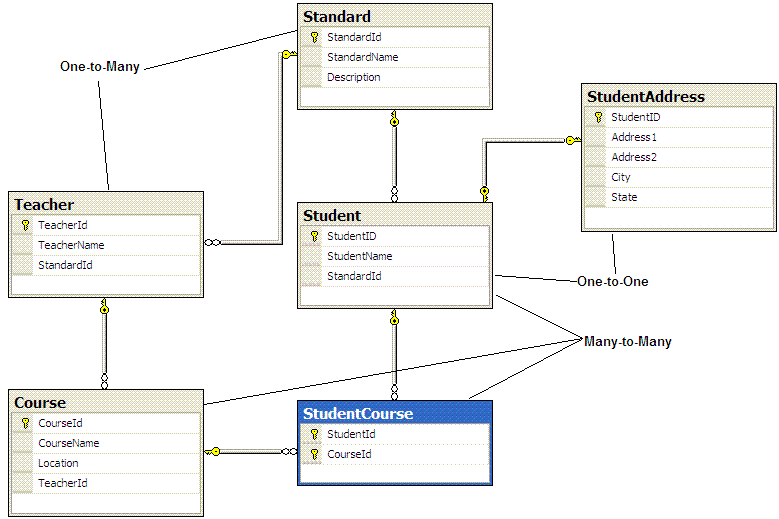 Standard
StandardId
StandardName
Description
One-to-Many
StudentAddress
StudentID
Address1
Address2
City
State
Teacher
TeacherId
TeacherName
StandardId
Student
StudentID
StudentName
StandardId
One-to-One
Many-to-Many
Course
CourseId
CourseName
Location
TeacherId
StudentCourse
StudentId
CourseId